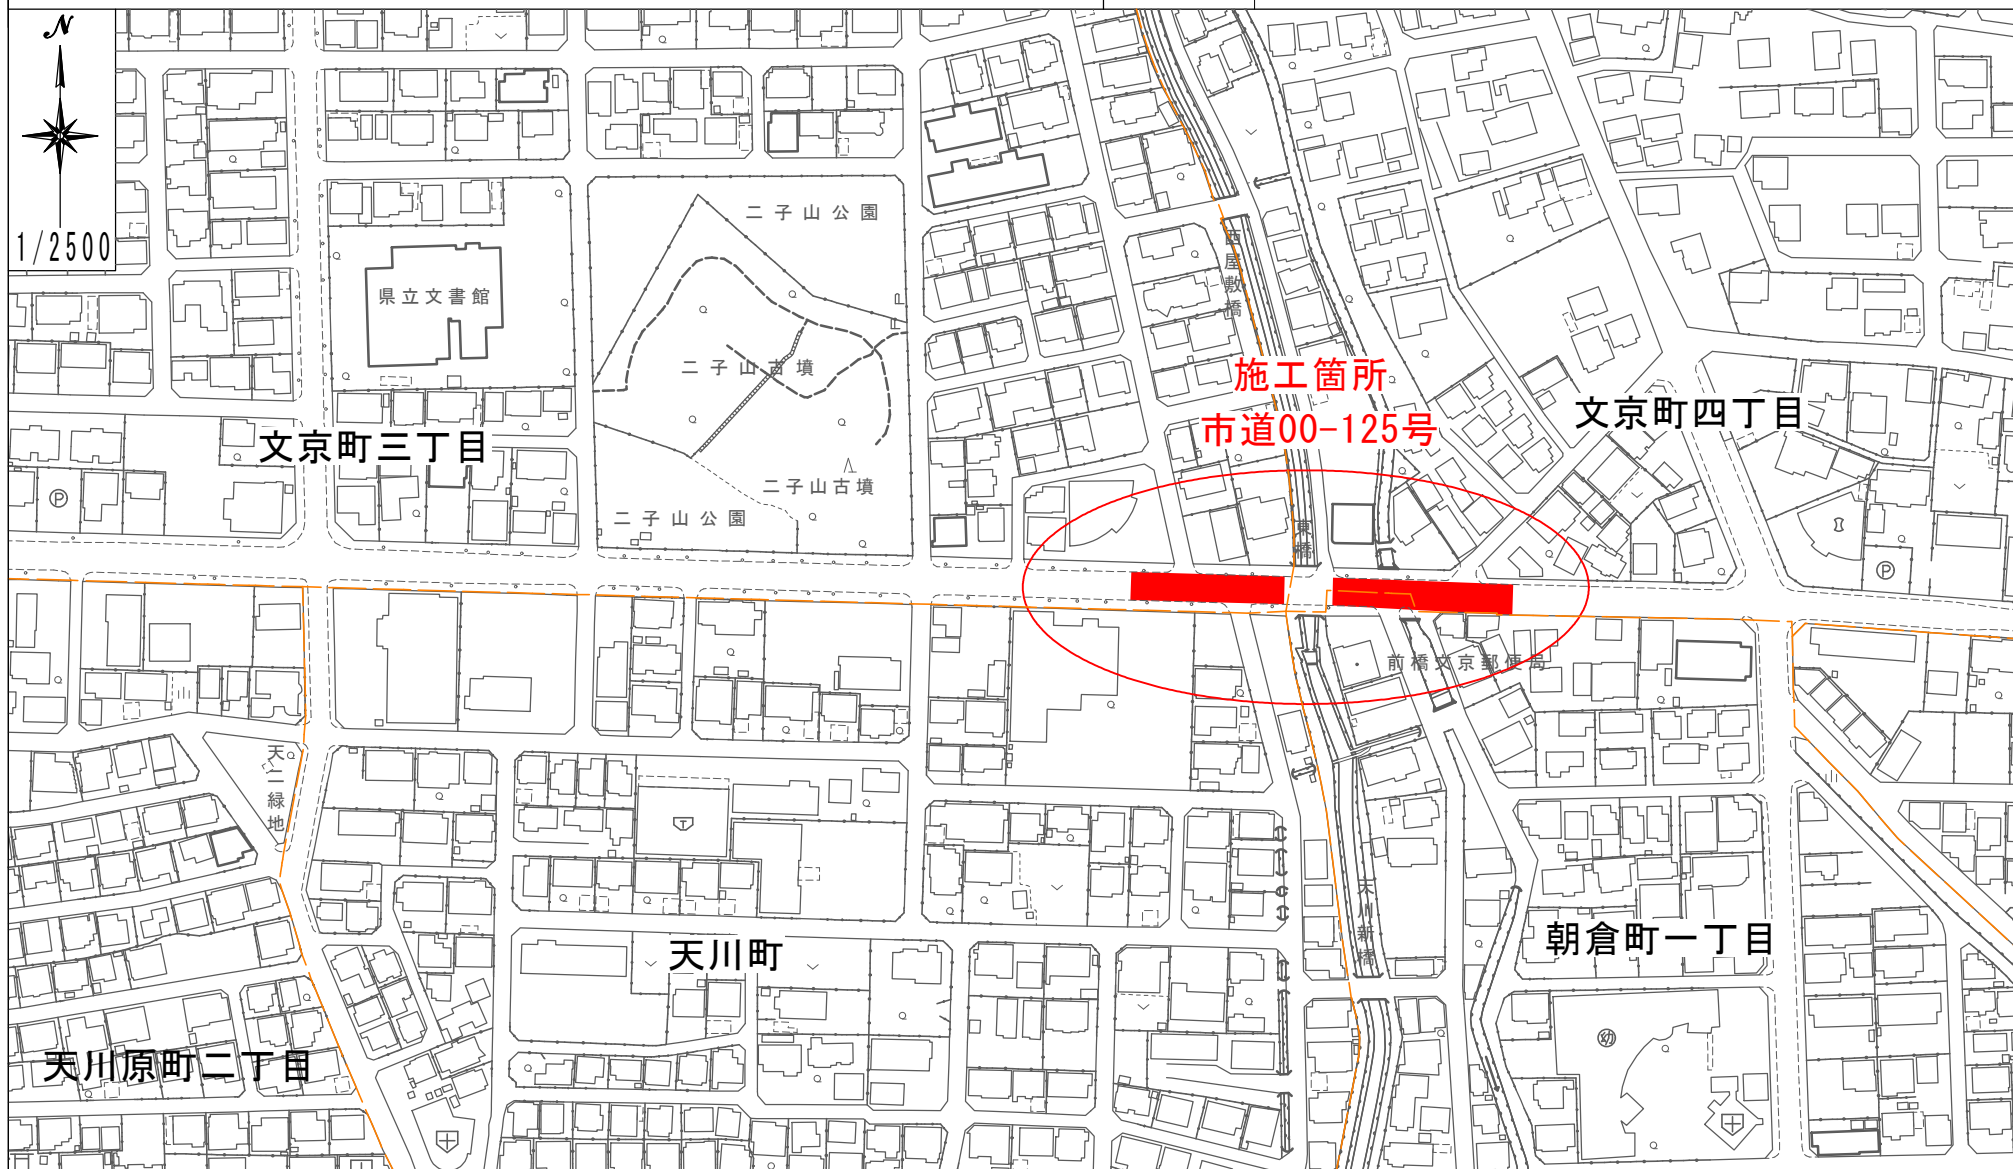 N
1/2500
二子山公園
西屋敷橋
県立文書館
二子山古墳
施工箇所
市道00-125号
文京町四丁目
文京町三丁目
二子山古墳
二子山公園
P
東橋
P
前橋文京郵便局
天二緑地
天川新橋
天川町
朝倉町一丁目
幼
天川原町二丁目